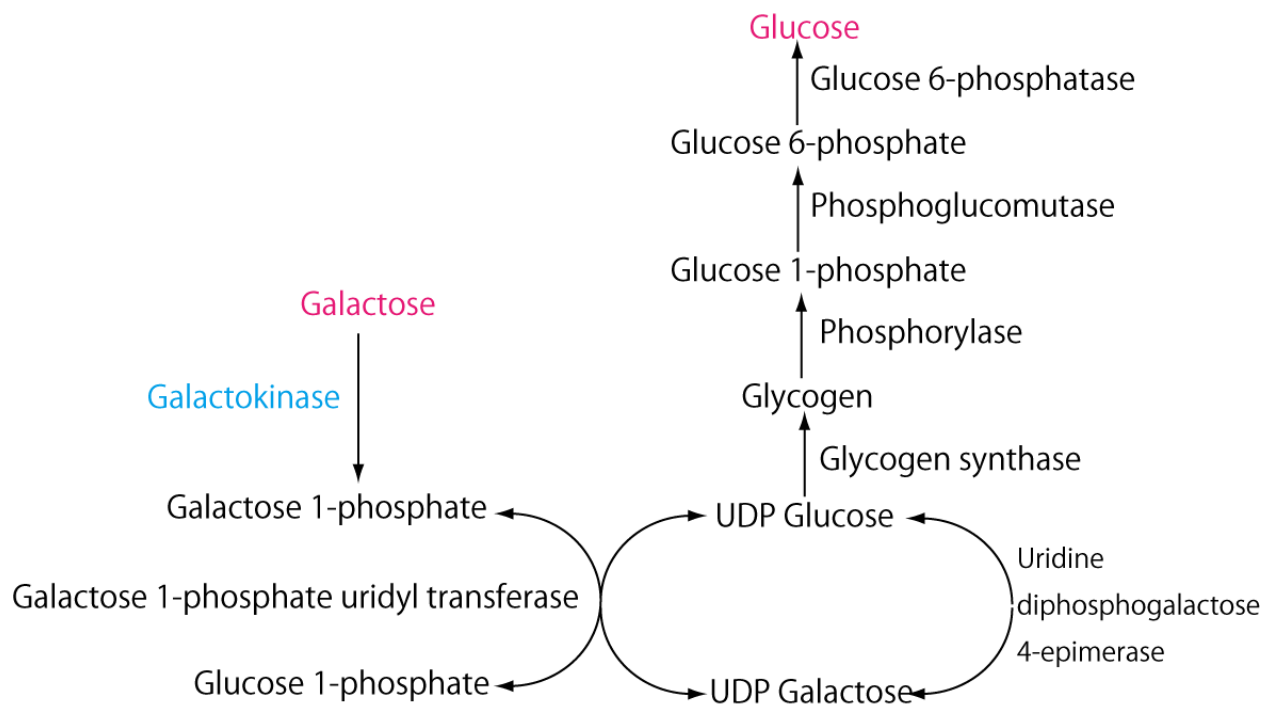 Glucose
Glucose 6-phosphatase
Glucose 6-phosphate
Phosphoglucomutase
Glucose 1-phosphate
Galactose
Phosphorylase
Galactokinase
Glycogen
Glycogen synthase
Galactose 1-phosphate
UDP Glucose
Uridine
diphosphogalactose
4-epimerase
Galactose 1-phosphate uridyl transferase
Glucose 1-phosphate
UDP Galactose